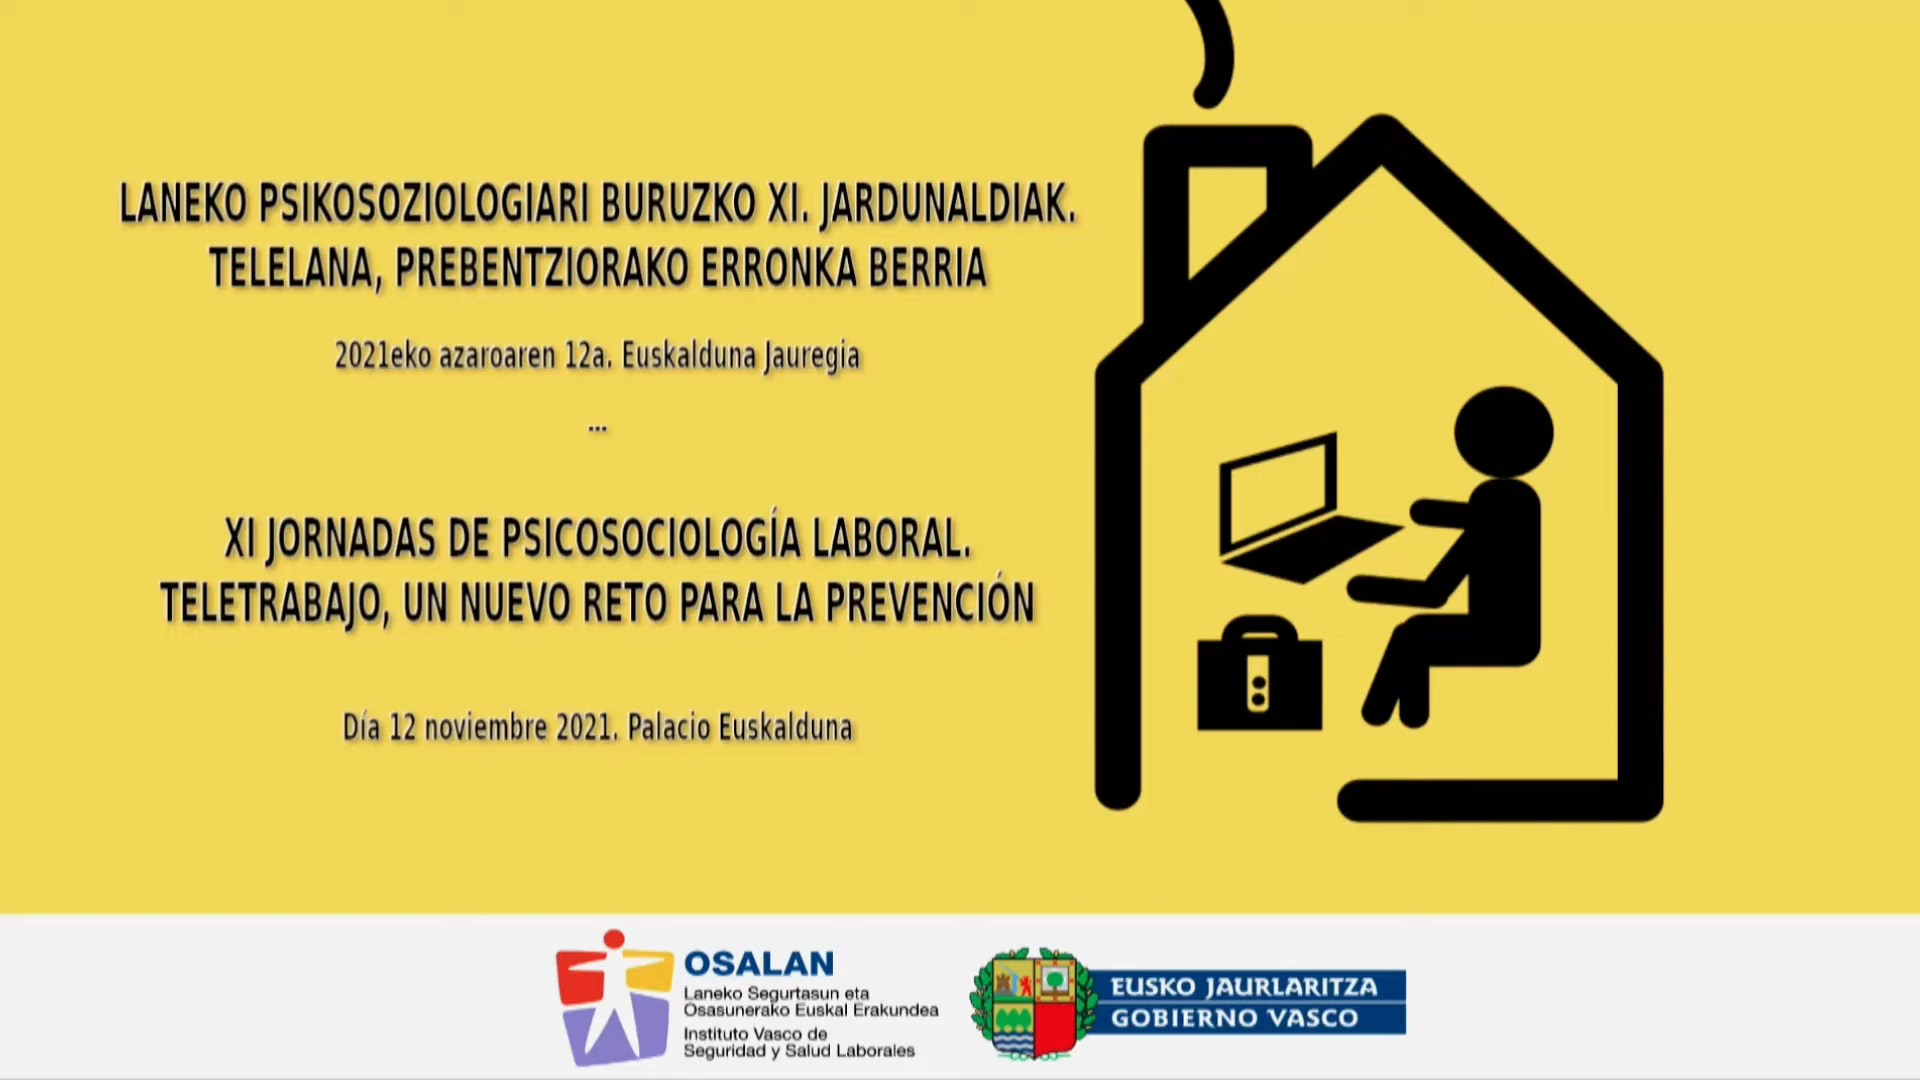 LANEKO PSIKOSOZIOLOGIARI BURUZKO XI. JARDUNALDIAK.
TELELANA, PREBENTZIORAKO ERRONKA BERRIA
2021eko azaroaren 12a. Euskalduna Jauregia
...
XI JORNADAS DE PSICOSOCIOLOGÍA LABORAL.
TELETRABAJO, UN NUEVO RETO PARA LA PREVENCIÓN
Día 12 noviembre 2021. Palacio Euskalduna
OSALAN
Laneko Segurtasun eta
Osasunerako Euskal Erakundea
Instituto Vasco de
Seguridad y Salud Laborales
EUSKO JAURLARITZA
GOBIERNO VASCO